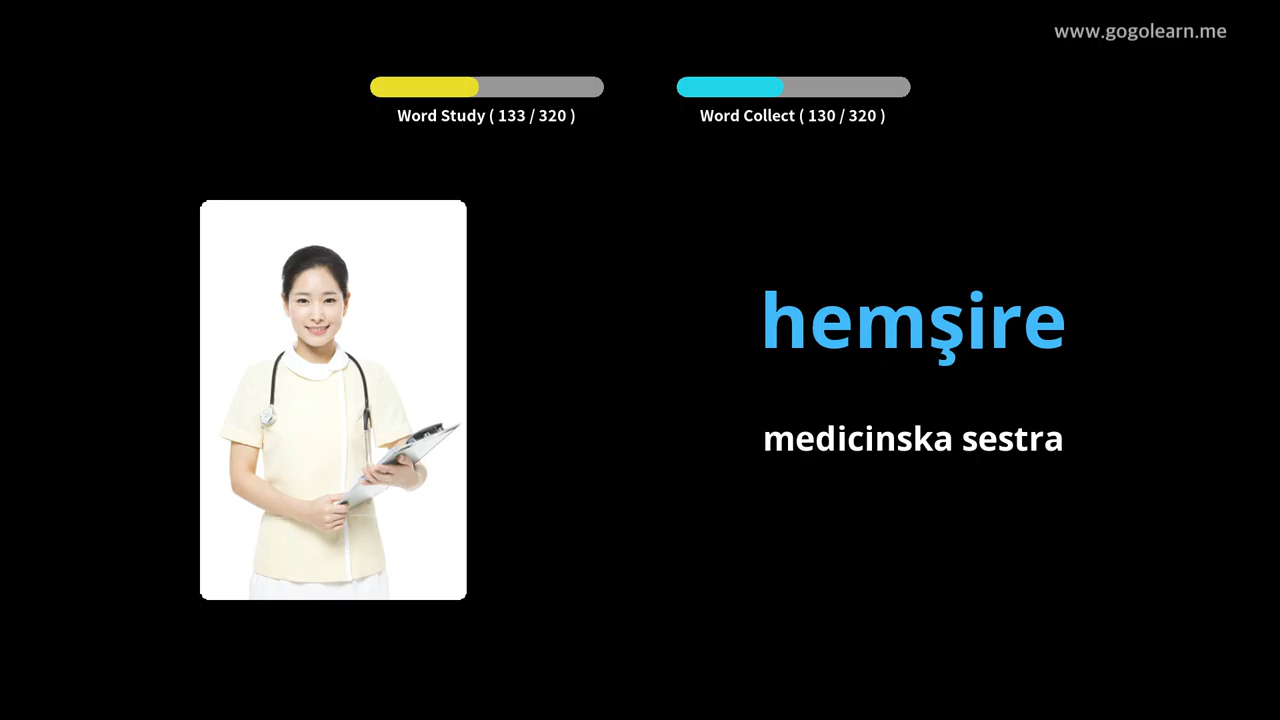 www.gogolearn.me
Word Study ( 133 / 320 )
Word Collect ( 130 / 320 )
hemşire
medicinska sestra